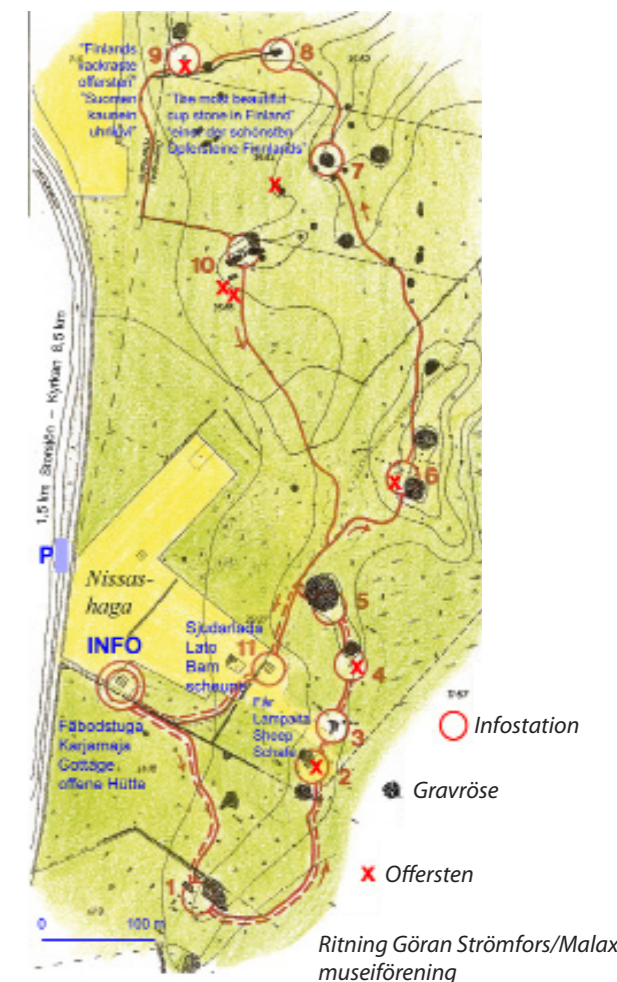 9
8
"Finlands
vackraste
offersten"
"Suomen
kaunein
uhrikivi"
"The most beautiful
cup stone in Finland"
"einer der schönsten
Opfersteine Finnlands"
7
10
6
1,5 km Storsjön – Kyrkan 8,5 km
P
Nissas-
haga
INFO
Sjudarlada
Lato
Barn
scheune
11
5
4
Får
Lampaita
Sheep
Schafe
3
2
Fäbodstuga
Karjamaja
Cottage
offene Hütte
1
0 100 m
Infostation
Gravröse
x Offersten
Ritning Göran Strömfors/Malax
museiförening